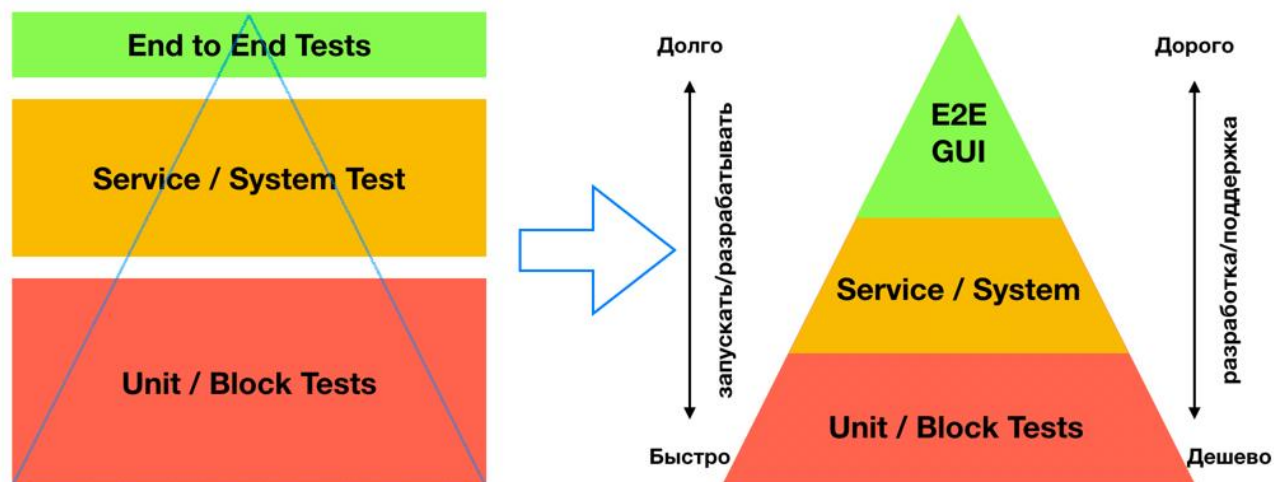 End to End Tests
Service / System Test
Unit / Block Tests
Долго
запускать/разрабатывать
Быстро
E2E
GUI
Service / System
Unit / Block Tests
Дорого
разработка/поддержка
Дешево